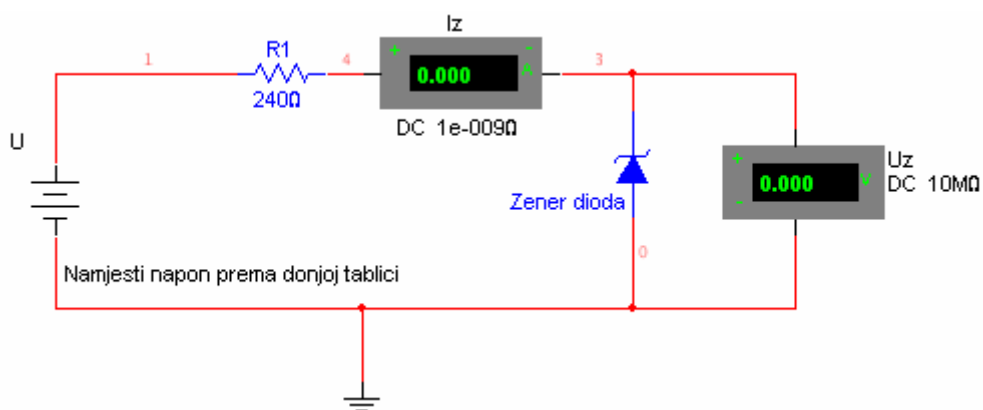 Iz
R1
1
4
+
-
0.000
A
3
240Ω
DC 1e-009Ω
U
+
Uz
0.000
V
DC 10MΩ
-
Zener dioda
0
Namjesti napon prema donjoj tablici